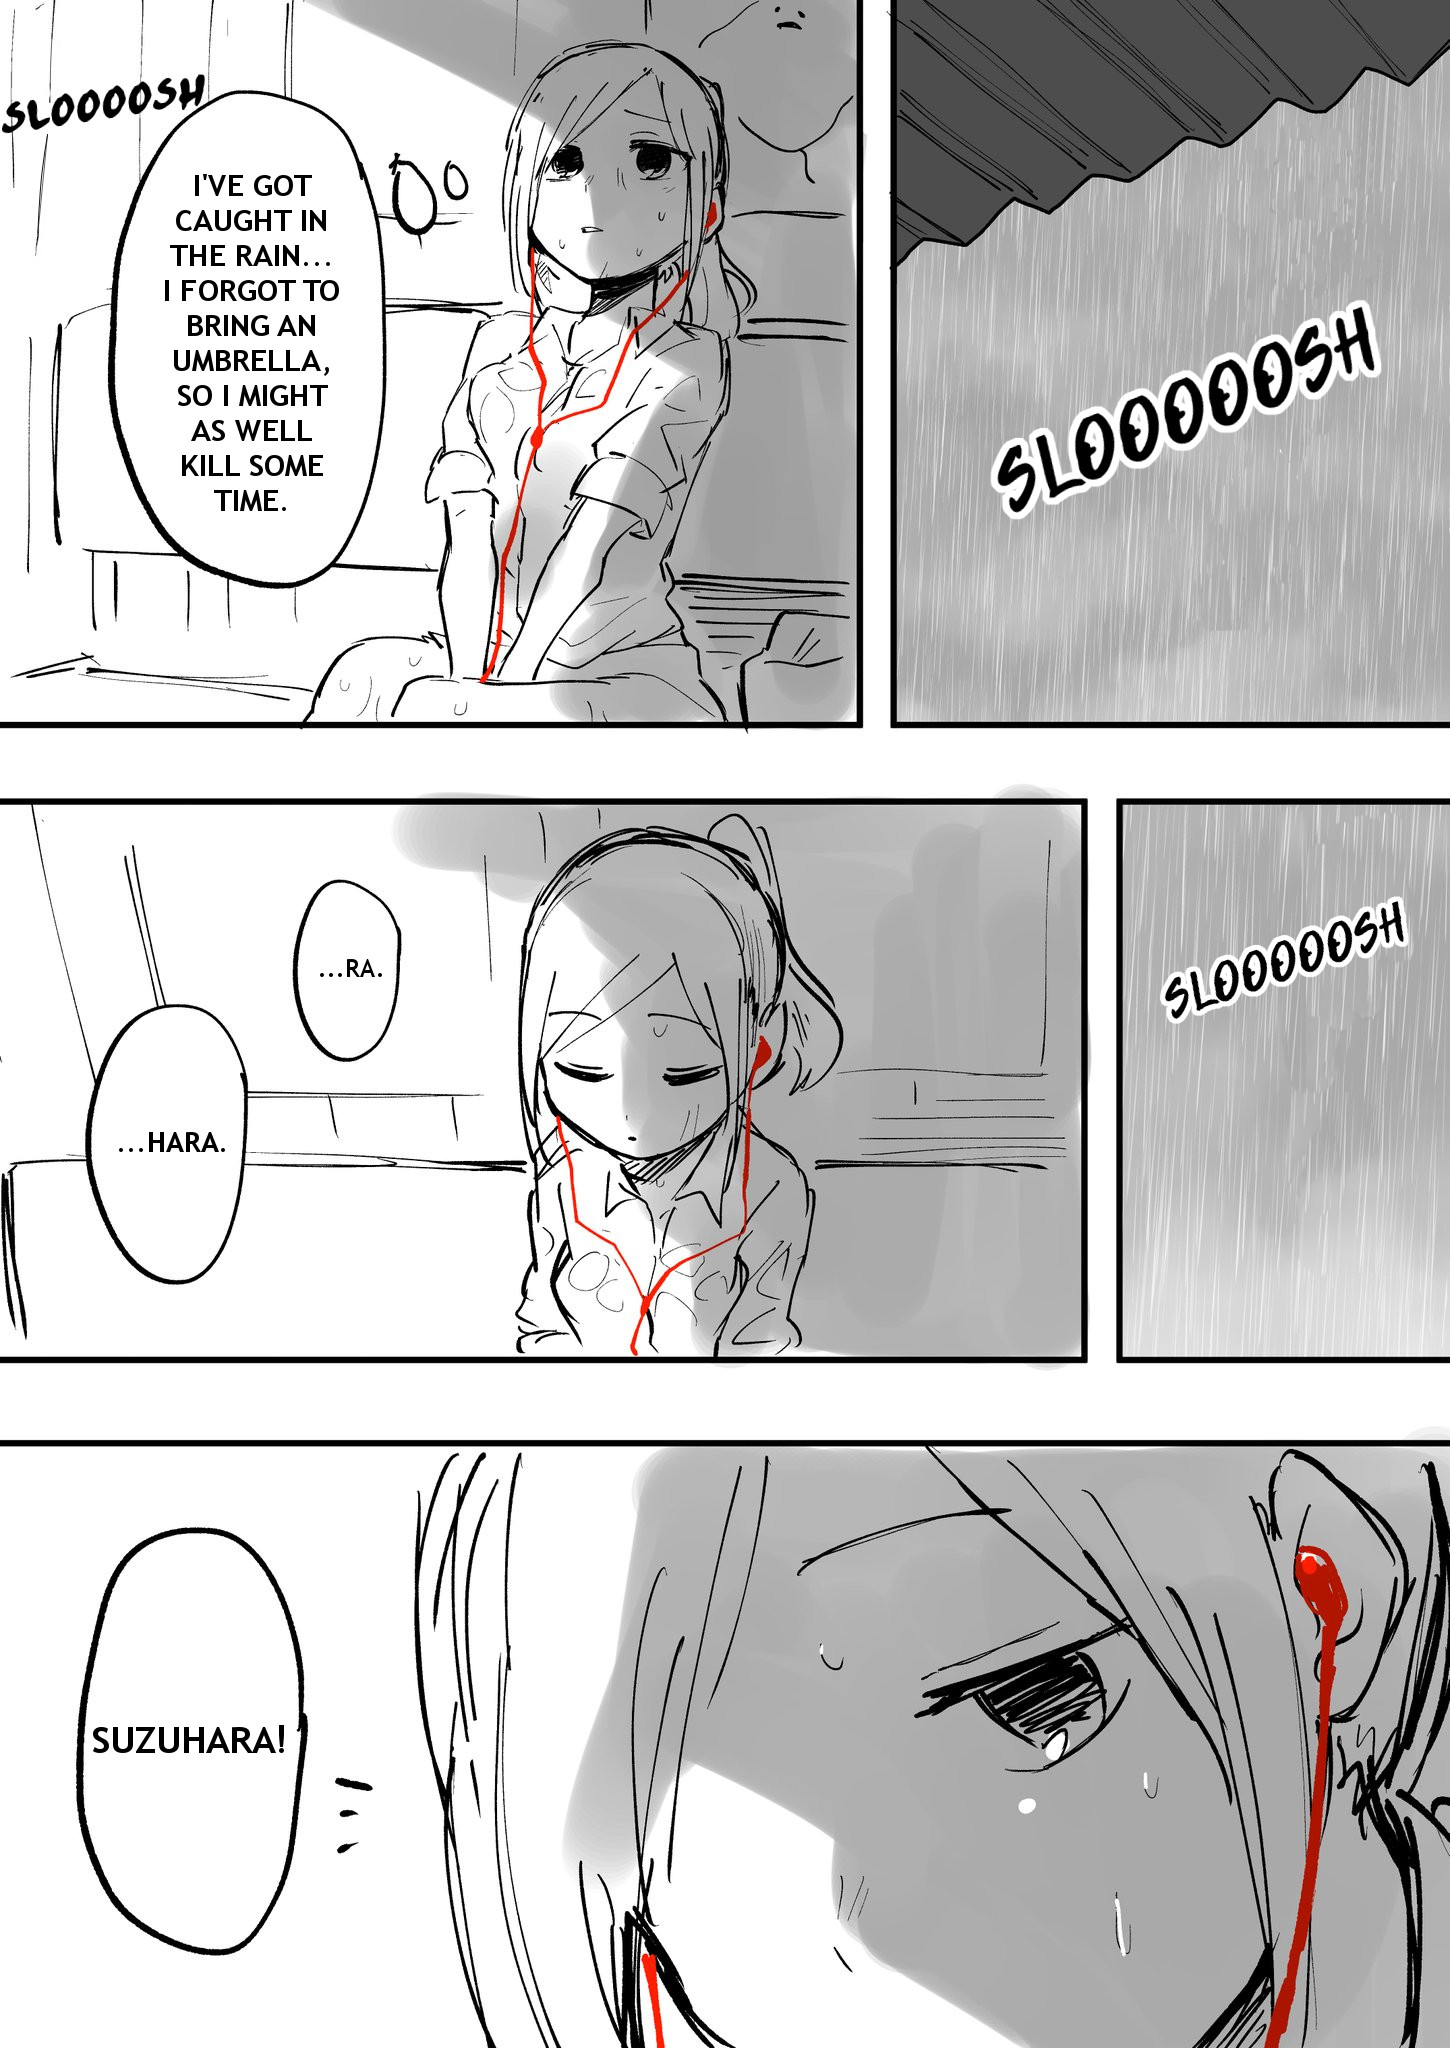 SLOOOOOSH
SLOOOOSH
I'VE GOT
CAUGHT IN
THE RAIN...
I FORGOT TO
BRING AN
UMBRELLA,
SO I MIGHT
AS WELL
KILL SOME
TIME.
SLOOOOOSH
...RA.
...HARA.
SUZUHARA!